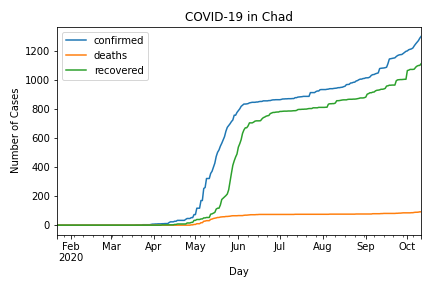 COVID-19 in Chad
confirmed
deaths
recovered
Number of Cases
1200
1000
800
600
400
200
0
Feb Mar Apr May Jun Jul Aug Sep Oct
2020
Day